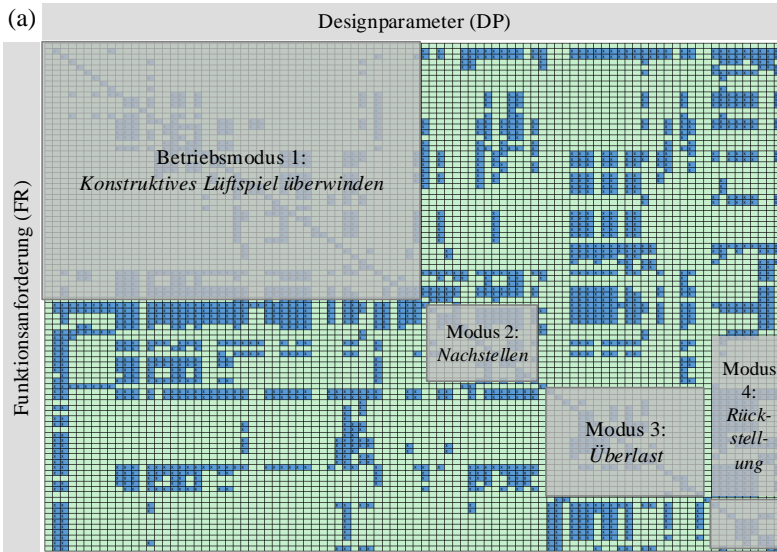 (a)
Designparameter (DP)
Funktionsanforderung (FR)
Betriebsmodus 1:
Konstruktives Lüftspiel überwinden
Modus 2:
Nachstellen
Modus 3:
Überlast
Modus
4:
Rück-
stell-
ung